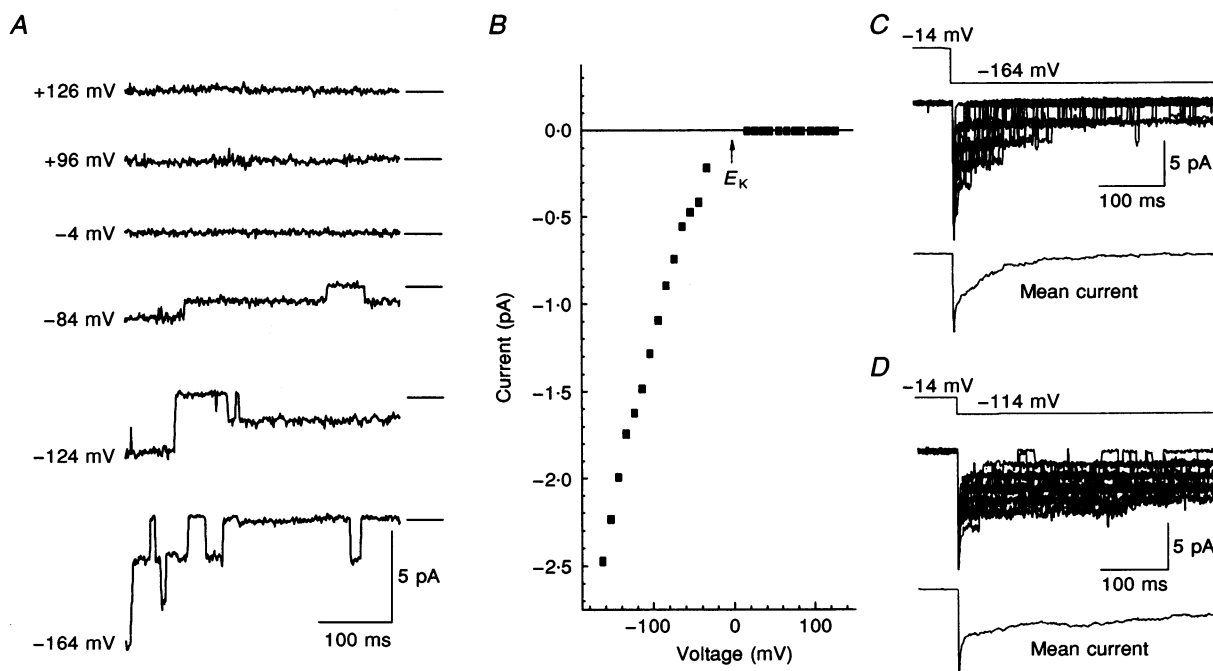 A
+126 mV
+96 mV
−4 mV
−84 mV
−124 mV
−164 mV
5 pA
100 ms
B
0·0
−0·5
−1·0
−1·5
−2·0
−2·5
Current (pA)
EK
−100
0
100
Voltage (mV)
C
−14 mV
−164 mV
5 pA
100 ms
Mean current
D
−14 mV
−114 mV
5 pA
100 ms
Mean current